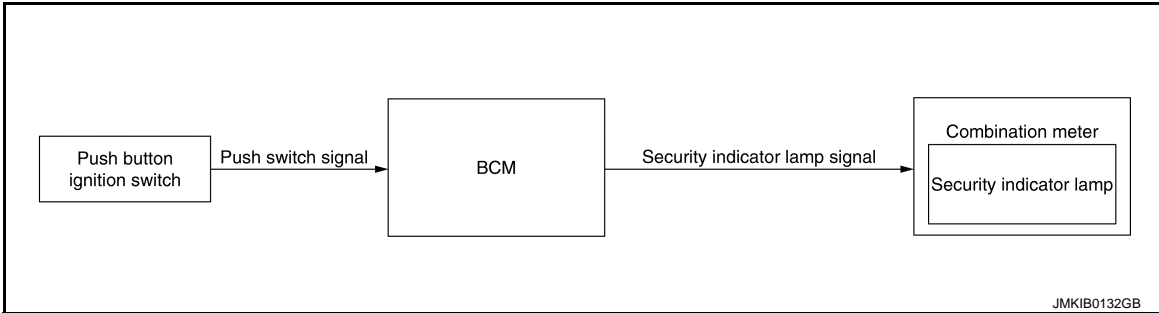 Push button
ignition switch
Push switch signal
BCM
Security indicator lamp signal
Combination meter
Security indicator lamp
JMKIB0132GB